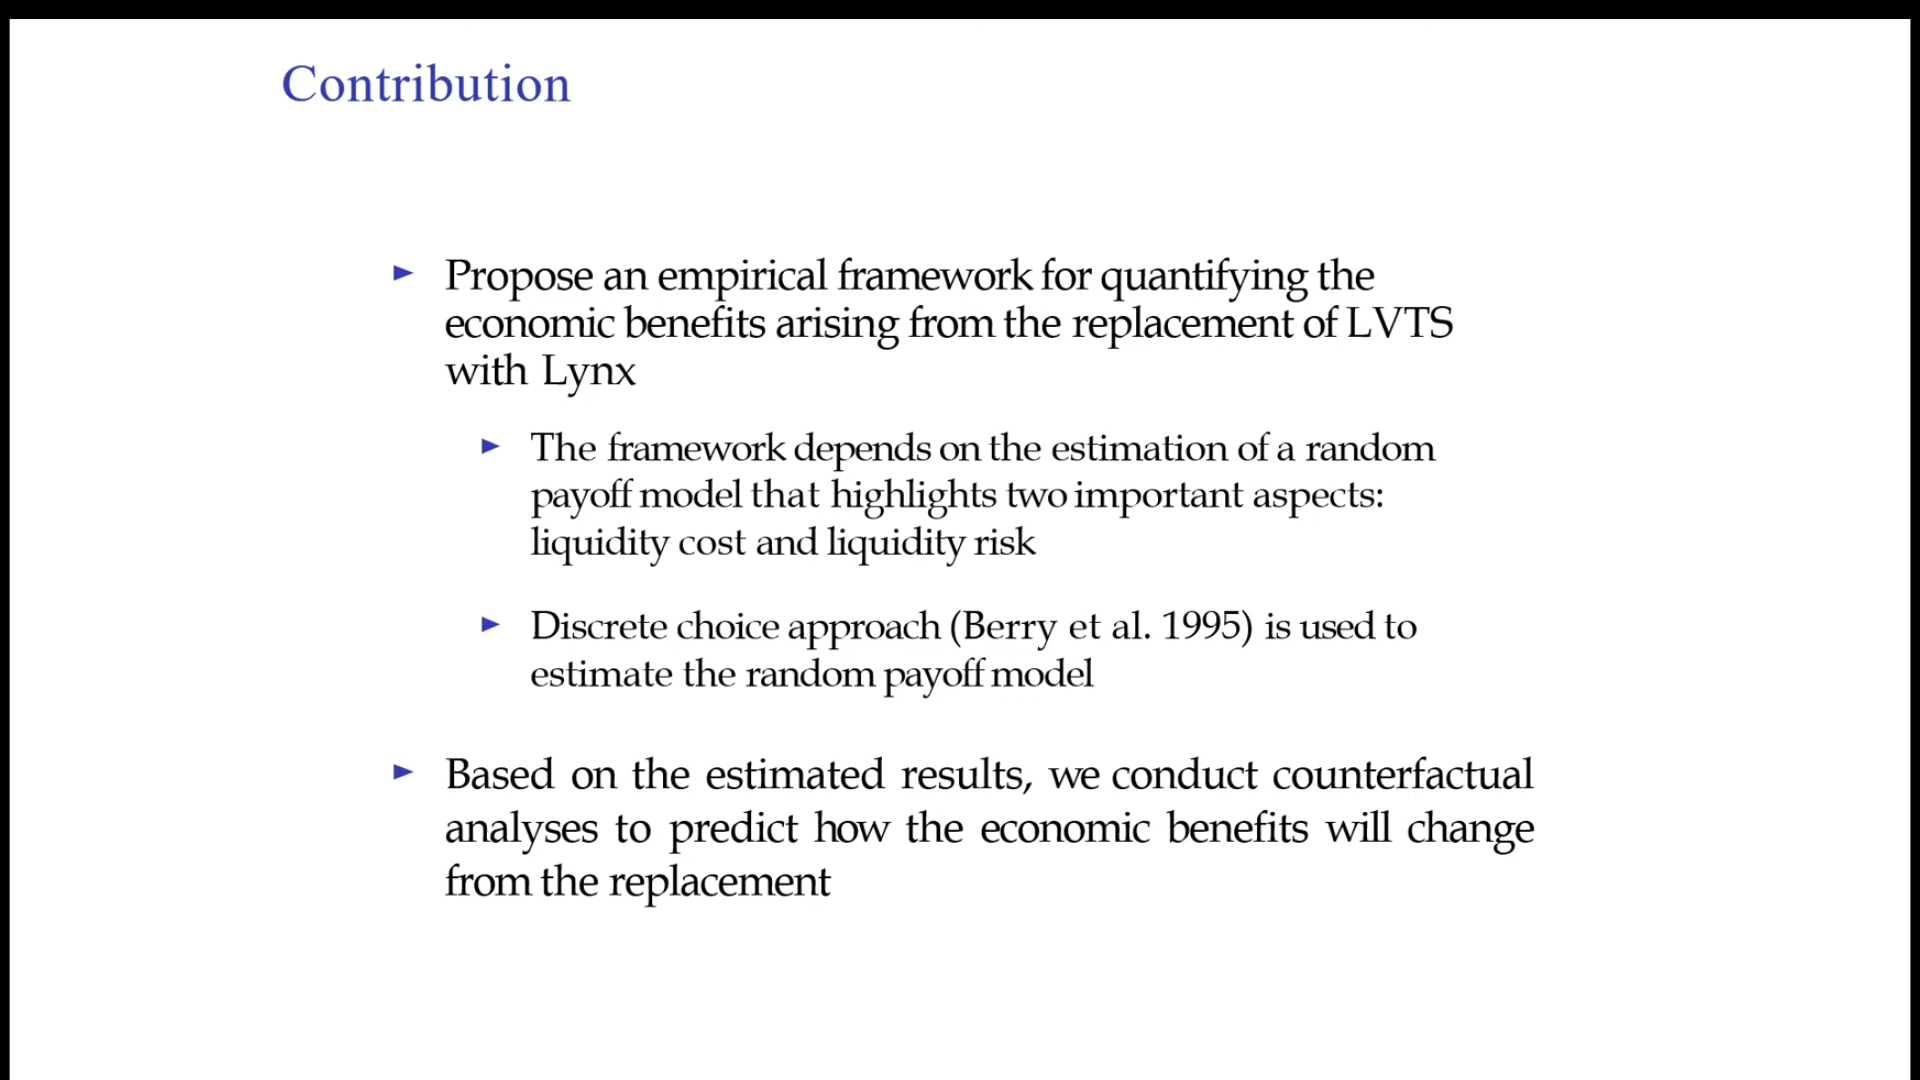 Contribution
Propose an empirical framework for quantifying the
economic benefits arising from the replacement of LVTS
with Lynx
The framework depends on the estimation of a random
payoff model that highlights two important aspects:
liquidity cost and liquidity risk
Discrete choice approach (Berry et al. 1995) is used to
estimate the random payoff model
Based on the estimated results, we conduct counterfactual
analyses to predict how the economic benefits will change
from the replacement